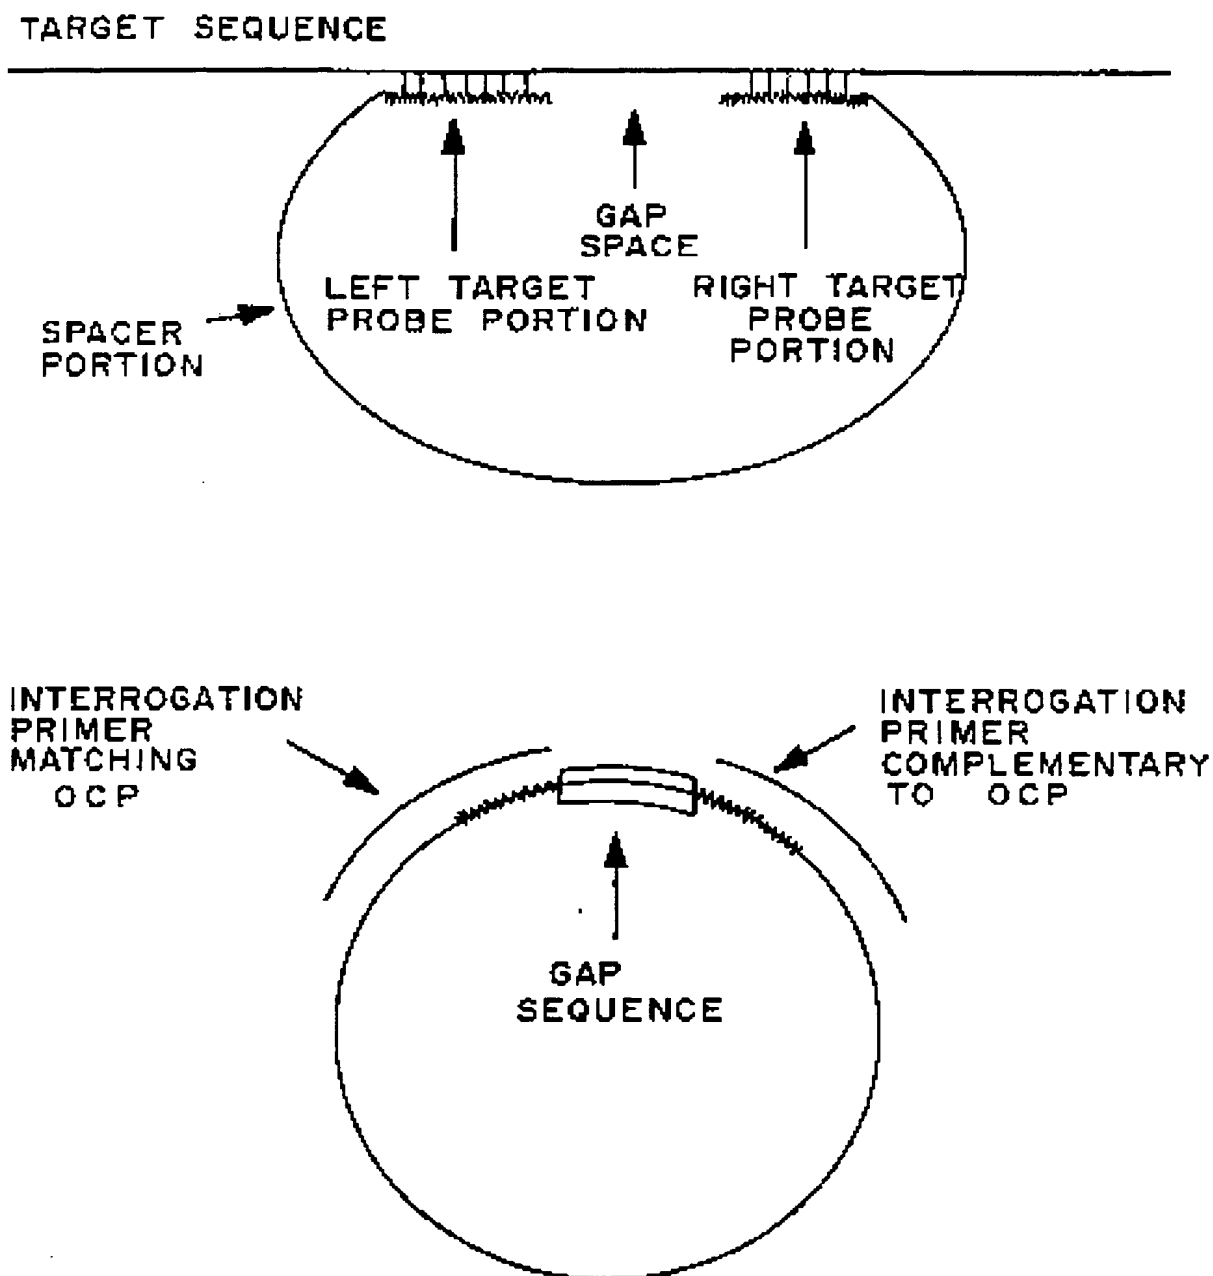 TARGET SEQUENCE
GAP
SPACE
LEFT TARGET
PROBE PORTION
RIGHT TARGET
PROBE
PORTION
SPACER
PORTION
INTERROGATION
PRIMER
MATCHING
OCP
INTERROGATION
PRIMER
COMPLEMENTARY
TO OCP
GAP
SEQUENCE